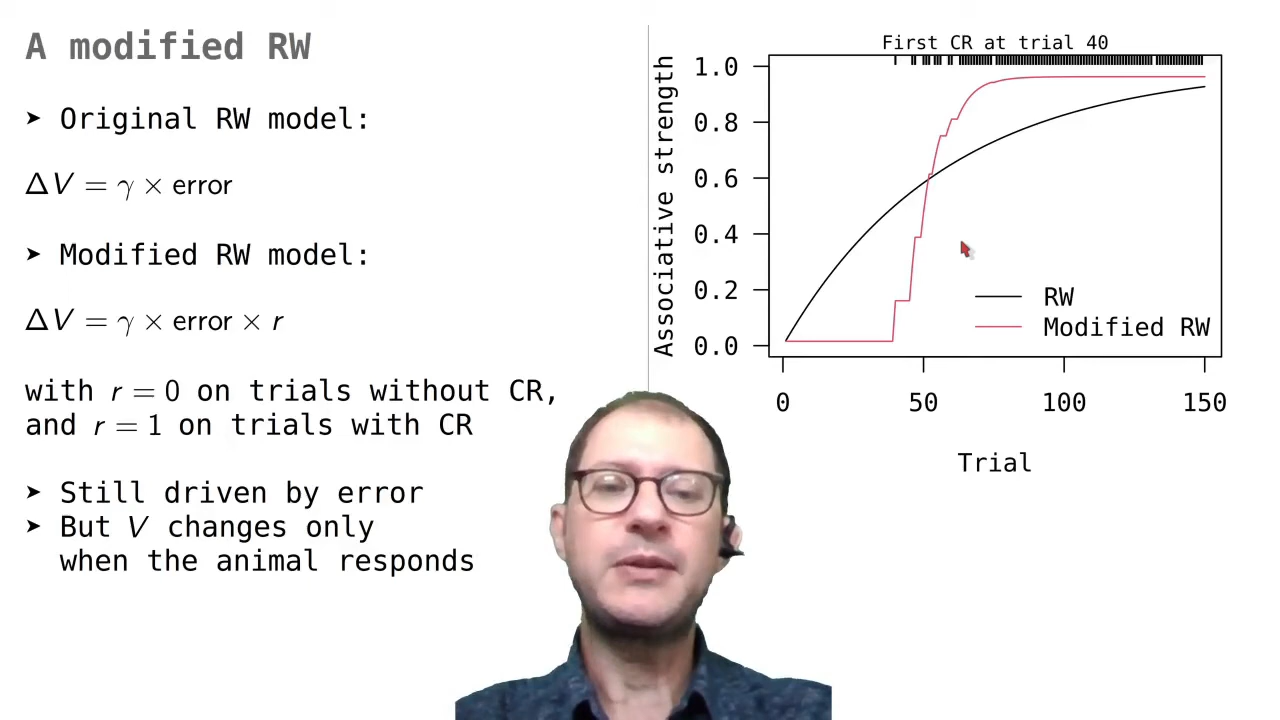 A modified RW
➤ Original RW model:
ΔV = γ × error
➤ Modified RW model:
ΔV = γ × error × r
with r = 0 on trials without CR,
and r = 1 on trials with CR
➤ Still driven by error
➤ But V changes only
when the animal responds
First CR at trial 40
Associative strength
1.0
0.8
0.6
0.4
0.2
0.0
RW
Modified RW
0 50 100 150
Trial